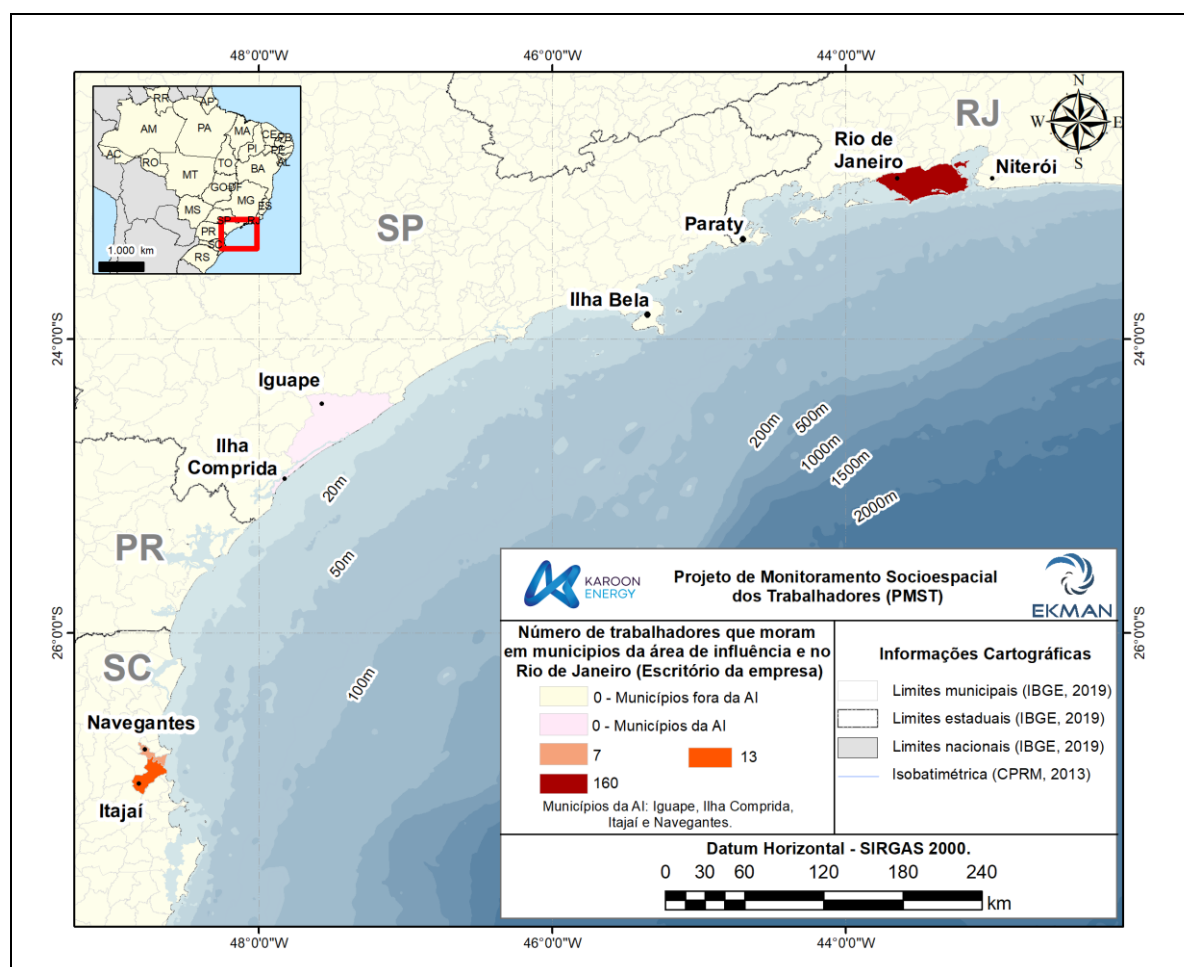 48°0'0"W 46°0'0"W 44°0'0"W
RR AP
AM PA MA CE
PI
AC RO TO PE
AL
MT BA
GO DF
MG ES
MS
SP RJ
PR
SC
RS
1.000 km
RJ
N
W E
S
Rio de
Janeiro
Niterói
SP
Paraty
Ilha Bela
24°0'0"S 24°0'0"S
Iguape
Ilha
Comprida
20m
200m
500m
1000m
1500m
2000m
PR
50m
26°0'0"S 26°0'0"S
SC
100m
Navegantes
Itajaí
KAROON
ENERGY
Projeto de Monitoramento Socioespacial
dos Trabalhadores (PMST)
EKMAN
Número de trabalhadores que moram
em municipios da área de influência e no
Rio de Janeiro (Escritório da empresa)
0 - Municípios fora da AI
0 - Municípios da AI
7 13
160
Municípios da AI: Iguape, Ilha Comprida,
Itajaí e Navegantes.
Informações Cartográficas
Limites municipais (IBGE, 2019)
Limites estaduais (IBGE, 2019)
Limites nacionais (IBGE, 2019)
Isobatimétrica (CPRM, 2013)
Datum Horizontal - SIRGAS 2000.
0 30 60 120 180 240
km
48°0'0"W 46°0'0"W 44°0'0"W